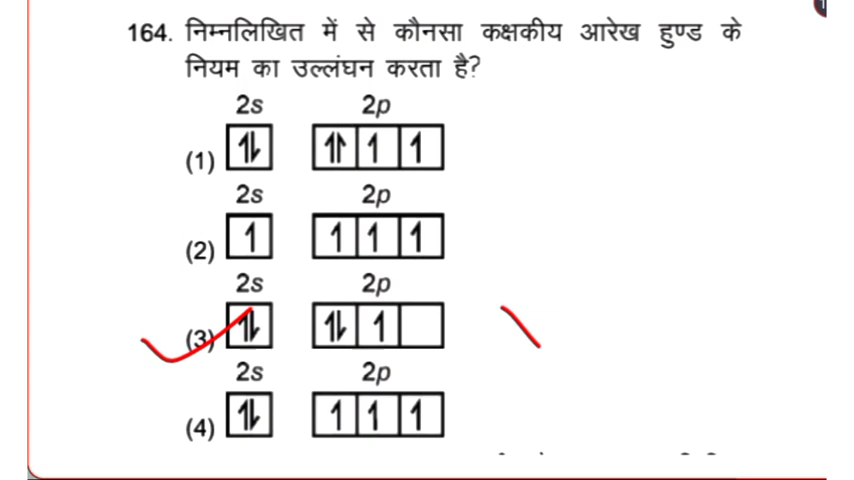 164. निम्नलिखित में से कौनसा कक्षकीय आरेख हुण्ड के
नियम का उल्लंघन करता है?
2s 2p
(1) ⥮ ↿↾ ↿ ↿
2s 2p
(2) ↿ ↿ ↿ ↿
2s 2p
(3) ⥮ ⥮ ↿
2s 2p
(4) ⥮ ↿ ↿ ↿